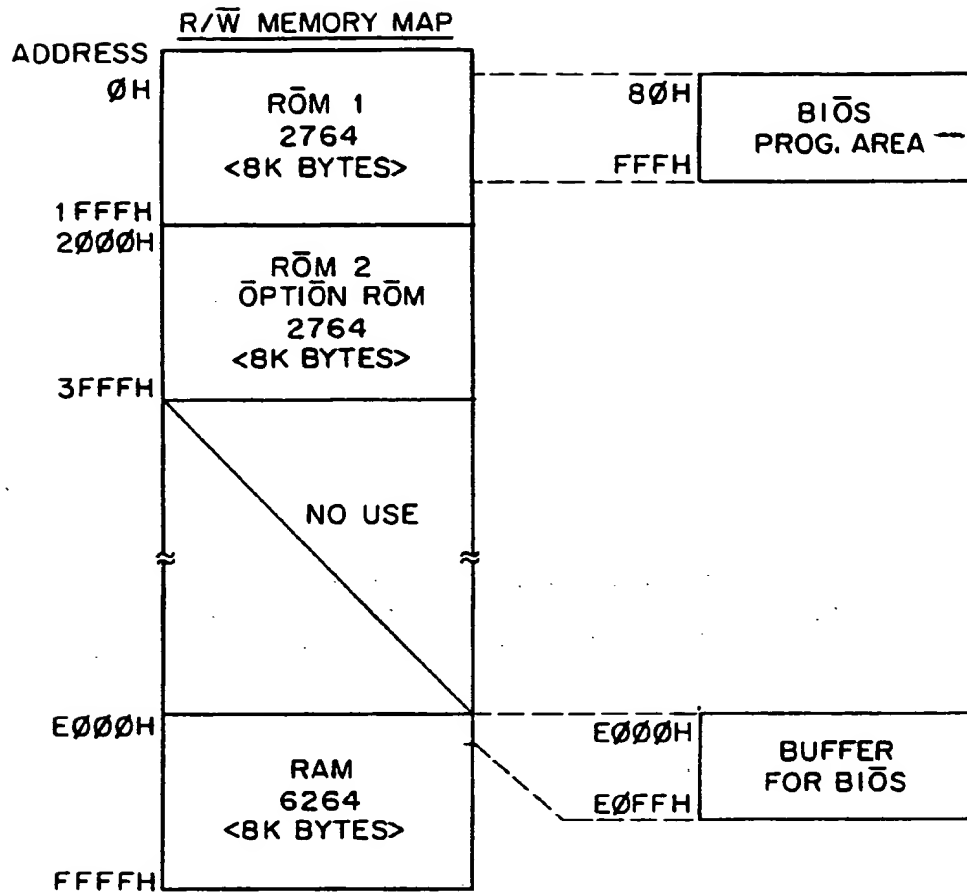 R/W̅ MEMORY MAP
ADDRESS
ØH
RŌM 1
2764
<8K BYTES>
1FFFH
2ØØØH
RŌM 2
ŌPTIŌN RŌM
2764
<8K BYTES>
3FFFH
NO USE
EØØØH
RAM
6264
<8K BYTES>
FFFFH
8ØH
FFFH
BIŌS
PROG. AREA
EØØØH
EØFFH
BUFFER
FOR BIŌS